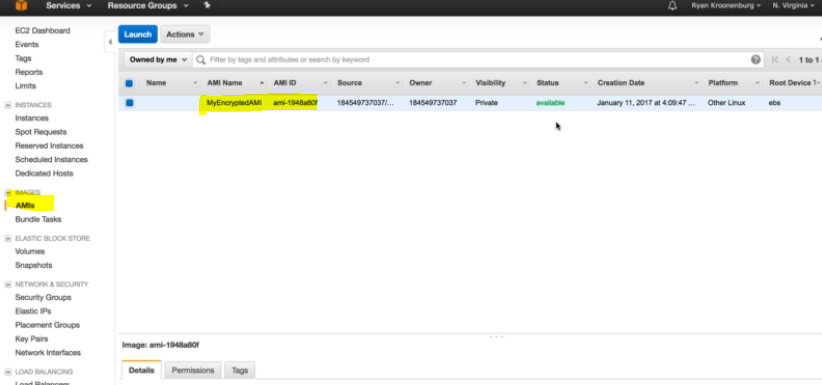 Services Resource Groups Ryan Kroonenburg N. Virginia
EC2 Dashboard
Events
Tags
Reports
Limits
INSTANCES
Instances
Spot Requests
Reserved Instances
Scheduled Instances
Dedicated Hosts
IMAGES
AMIs
Bundle Tasks
ELASTIC BLOCK STORE
Volumes
Snapshots
NETWORK & SECURITY
Security Groups
Elastic IPs
Placement Groups
Key Pairs
Network Interfaces
LOAD BALANCING
Load Balancers
Launch Actions
Owned by me Filter by tags and attributes or search by keyword 1 to 1
Name AMI Name AMI ID Source Owner Visibility Status Creation Date Platform Root Device T
MyEncryptedAMI ami-1948a80f 184549737037/... 184549737037 Private available January 11, 2017 at 4:09:47 ... Other Linux ebs
Image: ami-1948a80f
Details Permissions Tags